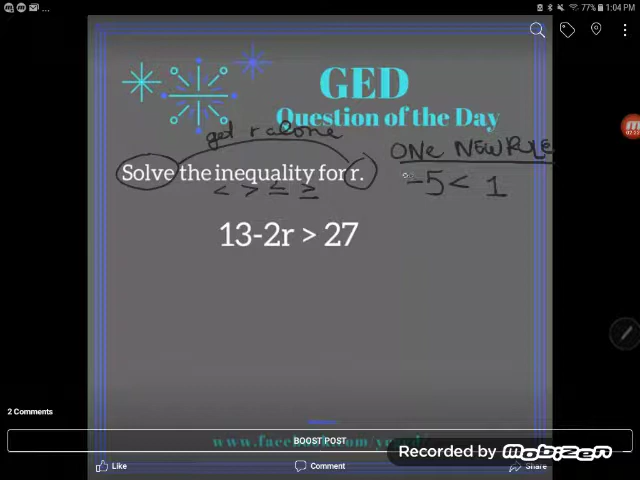 77% 1:04 PM
GED
Question of the Day
get r alone
ONe NEW RULE
Solve the inequality for r.
< > ≤ ≥
-5 < 1
13-2r > 27
2 Comments
BOOST POST
Recorded by Mobizen
Like
Comment
Share